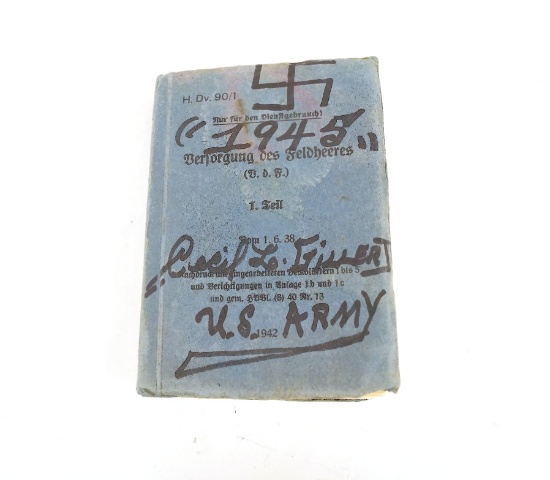 H. Dv. 90/1
Nur für den Dienstgebrauch!
"1945"
Versorgung des Feldheeres
(V. d. F.)
1. Teil
Vom 1. 6. 38
Cecil L.
Nachdruck mit eingearbeiteten Deckblättern 1 bis 5
und Berichtigungen in Anlage 1b und 1c
und gem. HVBl. (B) 40 Nr. 13
U.S. ARMY
1942